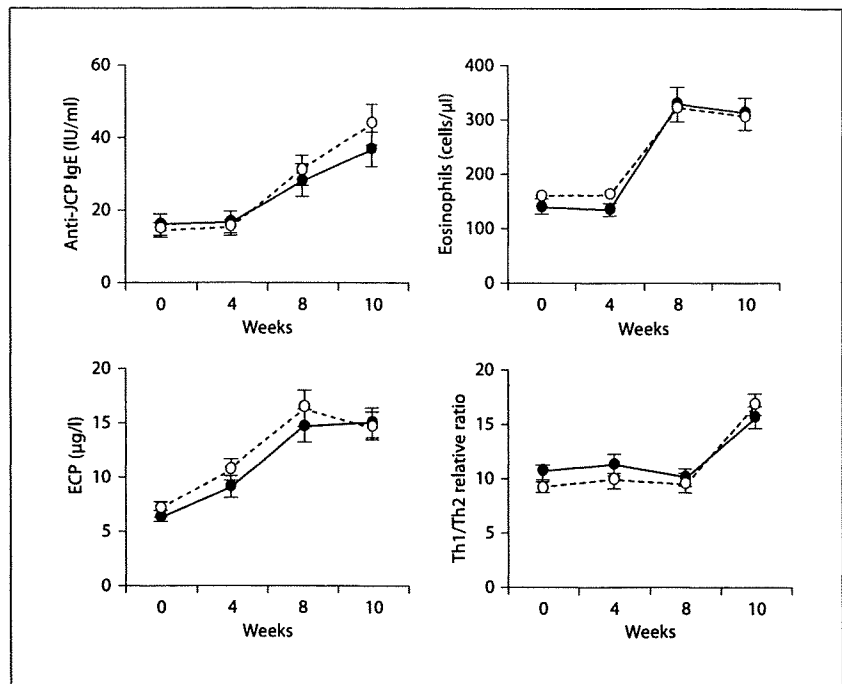 Anti-JCP IgE (IU/ml)
60
40
20
0
0 4 8 10
Weeks
Eosinophils (cells/μl)
400
300
200
100
0
0 4 8 10
Weeks
ECP (μg/l)
20
15
10
5
0
0 4 8 10
Weeks
Th1/Th2 relative ratio
20
15
10
5
0
0 4 8 10
Weeks